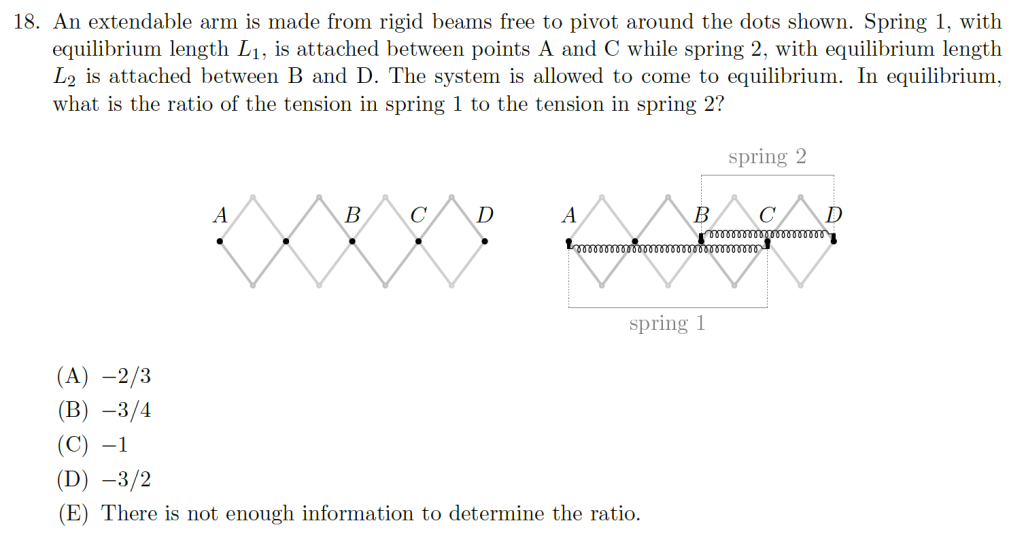 18. An extendable arm is made from rigid beams free to pivot around the dots shown. Spring 1, with
equilibrium length L₁, is attached between points A and C while spring 2, with equilibrium length
L₂ is attached between B and D. The system is allowed to come to equilibrium. In equilibrium,
what is the ratio of the tension in spring 1 to the tension in spring 2?
spring 2
A B C D A B C D
spring 1
(A) −2/3
(B) −3/4
(C) −1
(D) −3/2
(E) There is not enough information to determine the ratio.